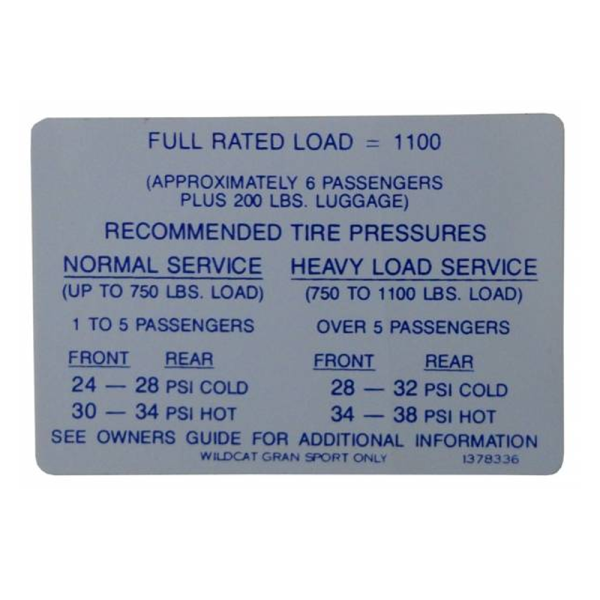 FULL RATED LOAD = 1100
(APPROXIMATELY 6 PASSENGERS
PLUS 200 LBS. LUGGAGE)
RECOMMENDED TIRE PRESSURES
NORMAL SERVICE HEAVY LOAD SERVICE
(UP TO 750 LBS. LOAD) (750 TO 1100 LBS. LOAD)
1 TO 5 PASSENGERS OVER 5 PASSENGERS
FRONT REAR FRONT REAR
24 — 28 PSI COLD 28 — 32 PSI COLD
30 — 34 PSI HOT 34 — 38 PSI HOT
SEE OWNERS GUIDE FOR ADDITIONAL INFORMATION
WILDCAT GRAN SPORT ONLY 1378336